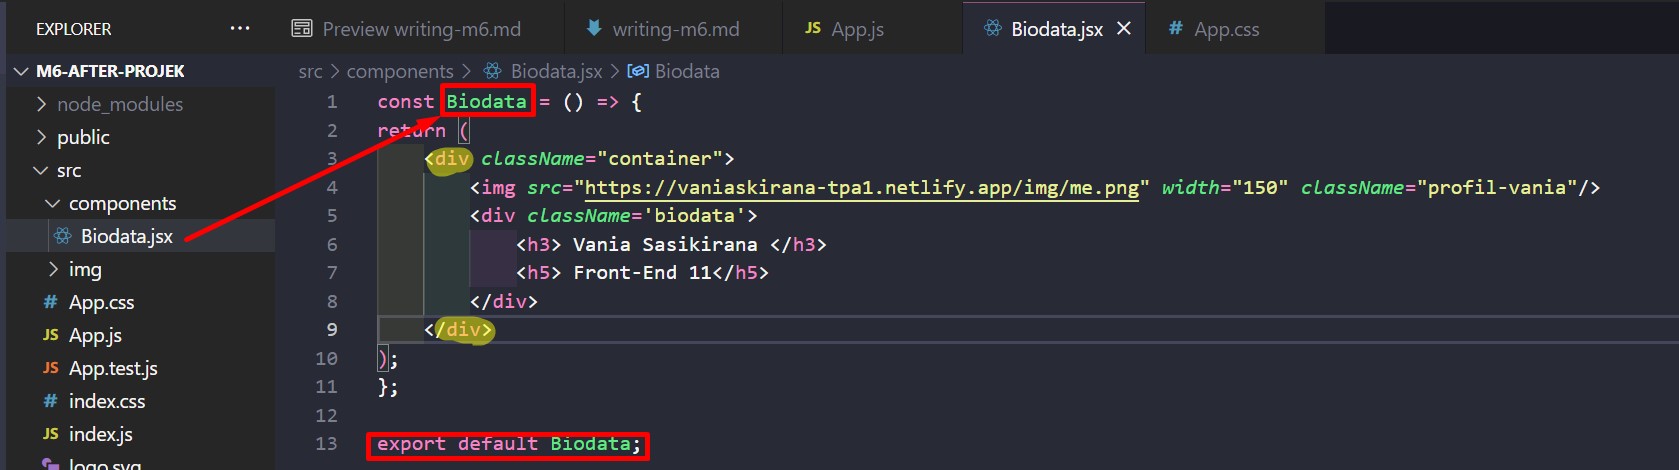 EXPLORER ...
Preview writing-m6.md
writing-m6.md
JS App.js
Biodata.jsx
# App.css
M6-AFTER-PROJEK
node_modules
public
src
components
Biodata.jsx
img
# App.css
JS App.js
JS App.test.js
# index.css
JS index.js
logo.svg
src > components > Biodata.jsx > Biodata
1 const Biodata = () => {
2 return (
3 <div className="container">
4 <img src="https://vaniaskirana-tpa1.netlify.app/img/me.png" width="150" className="profil-vania"/>
5 <div className='biodata'>
6 <h3> Vania Sasikirana </h3>
7 <h5> Front-End 11</h5>
8 </div>
9 </div>
10 );
11 };
12
13 export default Biodata;